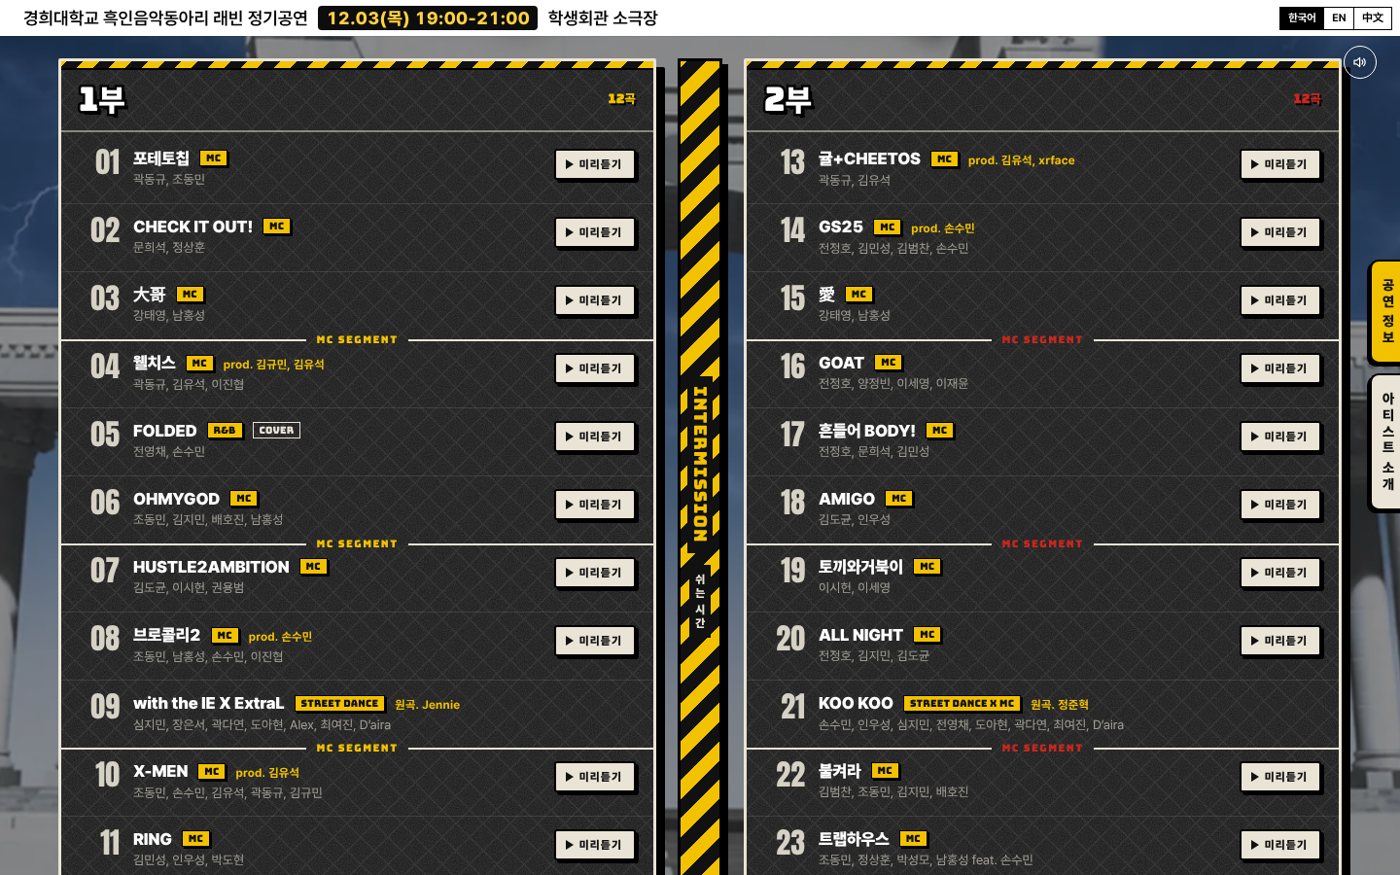 경희대학교 흑인음악동아리 래빈 정기공연 12.03(목) 19:00-21:00 학생회관 소극장
한국어 EN 中文
1부
12곡
01 포테토칩 MC
곽동규, 조동민
▶ 미리듣기
02 CHECK IT OUT! MC
문희석, 정상훈
▶ 미리듣기
03 大哥 MC
강태영, 남홍성
▶ 미리듣기
MC SEGMENT
04 웰치스 MC prod. 김규민, 김유석
곽동규, 김유석, 이진협
▶ 미리듣기
05 FOLDED R&B COVER
전영채, 손수민
▶ 미리듣기
06 OHMYGOD MC
조동민, 김지민, 배호진, 남홍성
▶ 미리듣기
MC SEGMENT
07 HUSTLE2AMBITION MC
김도균, 이시헌, 권용범
▶ 미리듣기
08 브로콜리2 MC prod. 손수민
조동민, 남홍성, 손수민, 이진협
▶ 미리듣기
09 with the IE X ExtraL STREET DANCE 원곡. Jennie
심지민, 장은서, 곽다연, 도아현, Alex, 최여진, D'aira
MC SEGMENT
10 X-MEN MC prod. 김유석
조동민, 손수민, 김유석, 곽동규, 김규민
▶ 미리듣기
11 RING MC
김민성, 인우성, 박도현
▶ 미리듣기
INTERMISSION
쉬는 시간
2부
12곡
13 귤+CHEETOS MC prod. 김유석, xrface
곽동규, 김유석
▶ 미리듣기
14 GS25 MC prod. 손수민
전정호, 김민성, 김범찬, 손수민
▶ 미리듣기
15 愛 MC
강태영, 남홍성
▶ 미리듣기
MC SEGMENT
16 GOAT MC
전정호, 양정빈, 이세영, 이재윤
▶ 미리듣기
17 흔들어 BODY! MC
전정호, 문희석, 김민성
▶ 미리듣기
18 AMIGO MC
김도균, 인우성
▶ 미리듣기
MC SEGMENT
19 토끼와거북이 MC
이시헌, 이세영
▶ 미리듣기
20 ALL NIGHT MC
전정호, 김지민, 김도균
▶ 미리듣기
21 KOO KOO STREET DANCE X MC 원곡. 정준혁
손수민, 인우성, 심지민, 전영채, 도아현, 곽다연, 최여진, D'aira
MC SEGMENT
22 불켜라 MC
김범찬, 조동민, 김지민, 배호진
▶ 미리듣기
23 트랩하우스 MC
조동민, 정상훈, 박성모, 남홍성 feat. 손수민
▶ 미리듣기
공연 정보
아티스트 소개